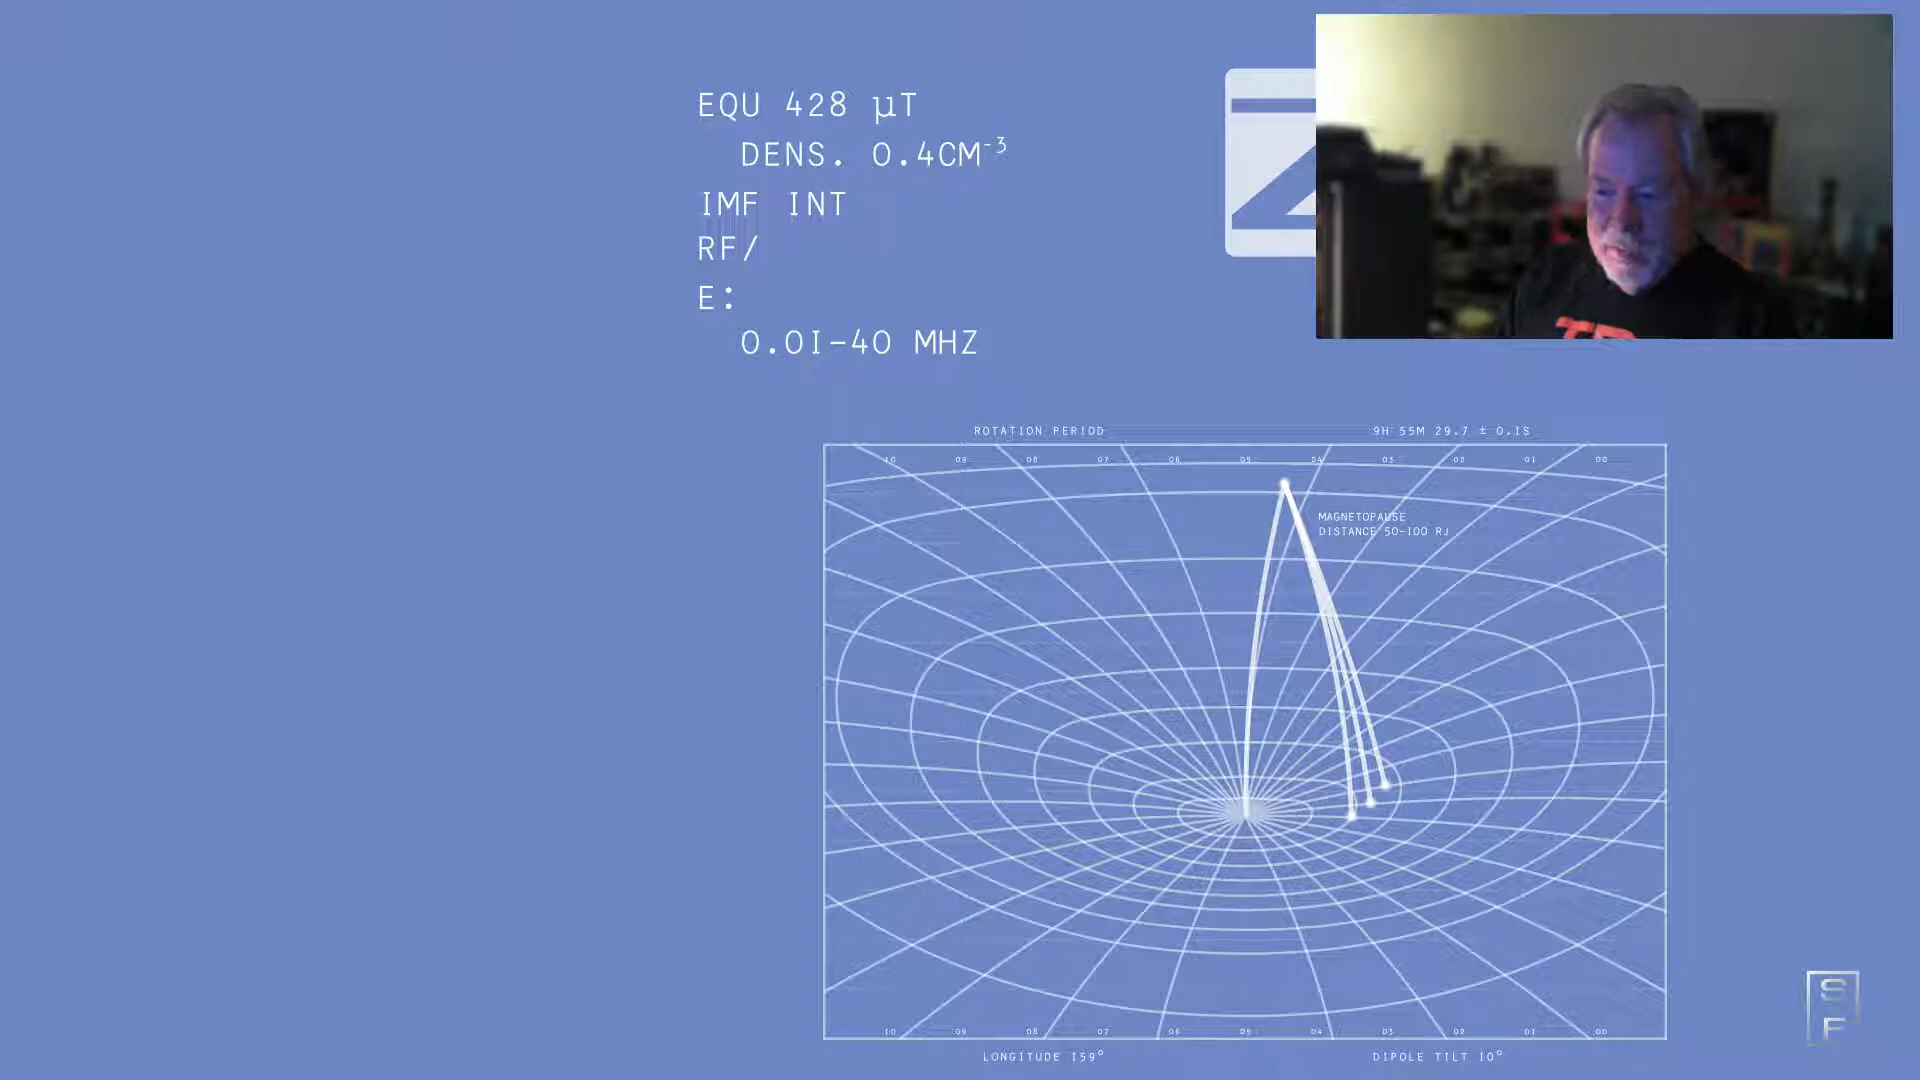 EQU 428 µT
DENS. 0.4CM⁻³
IMF INT
RF/
E:
0.01-40 MHZ
Z
ROTATION PERIOD
9H 55M 29.7 ± 0.1S
10 09 08 07 06 05 04 03 02 01 00
MAGNETOPAUSE
DISTANCE 50-100 RJ
10 09 08 07 06 05 04 03 02 01 00
LONGITUDE 159°
DIPOLE TILT 10°
S
F